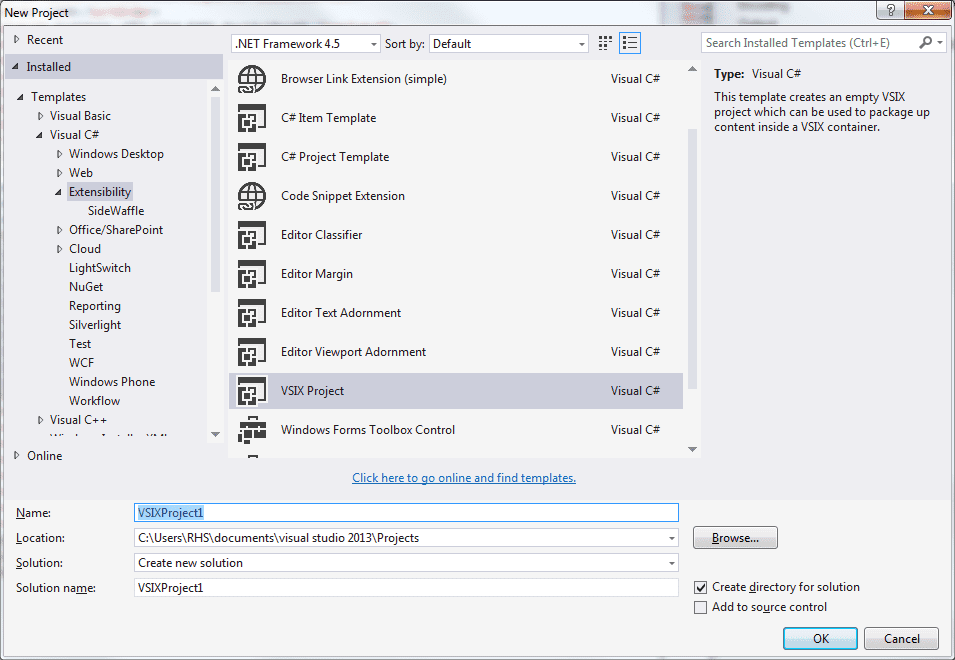 New Project
Recent
.NET Framework 4.5
Sort by:
Default
Search Installed Templates (Ctrl+E)
Installed
Templates
Visual Basic
Visual C#
Windows Desktop
Web
Extensibility
SideWaffle
Office/SharePoint
Cloud
LightSwitch
NuGet
Reporting
Silverlight
Test
WCF
Windows Phone
Workflow
Visual C++
Online
Browser Link Extension (simple) Visual C#
C# Item Template Visual C#
C# Project Template Visual C#
Code Snippet Extension Visual C#
Editor Classifier Visual C#
Editor Margin Visual C#
Editor Text Adornment Visual C#
Editor Viewport Adornment Visual C#
VSIX Project Visual C#
Windows Forms Toolbox Control Visual C#
Click here to go online and find templates.
Type: Visual C#
This template creates an empty VSIX
project which can be used to package up
content inside a VSIX container.
Name: VSIXProject1
Location: C:\Users\RHS\documents\visual studio 2013\Projects
Browse...
Solution: Create new solution
Solution name: VSIXProject1
Create directory for solution
Add to source control
OK
Cancel